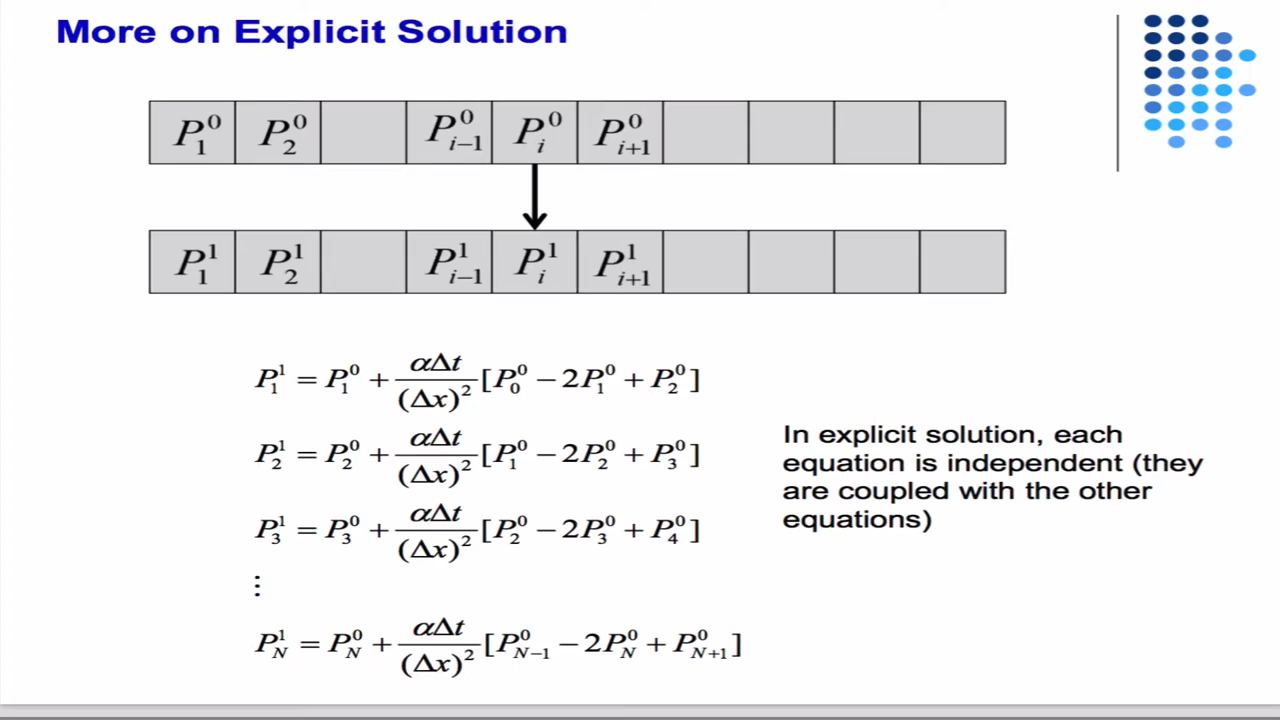 More on Explicit Solution
P_1^0 P_2^0 P_{i-1}^0 P_i^0 P_{i+1}^0
P_1^1 P_2^1 P_{i-1}^1 P_i^1 P_{i+1}^1
P_1^1 = P_1^0 + \frac{αΔt}{(Δx)^2} [P_0^0 − 2P_1^0 + P_2^0]
P_2^1 = P_2^0 + \frac{αΔt}{(Δx)^2} [P_1^0 − 2P_2^0 + P_3^0]
P_3^1 = P_3^0 + \frac{αΔt}{(Δx)^2} [P_2^0 − 2P_3^0 + P_4^0]
⋮
P_N^1 = P_N^0 + \frac{αΔt}{(Δx)^2} [P_{N-1}^0 − 2P_N^0 + P_{N+1}^0]
In explicit solution, each
equation is independent (they
are coupled with the other
equations)